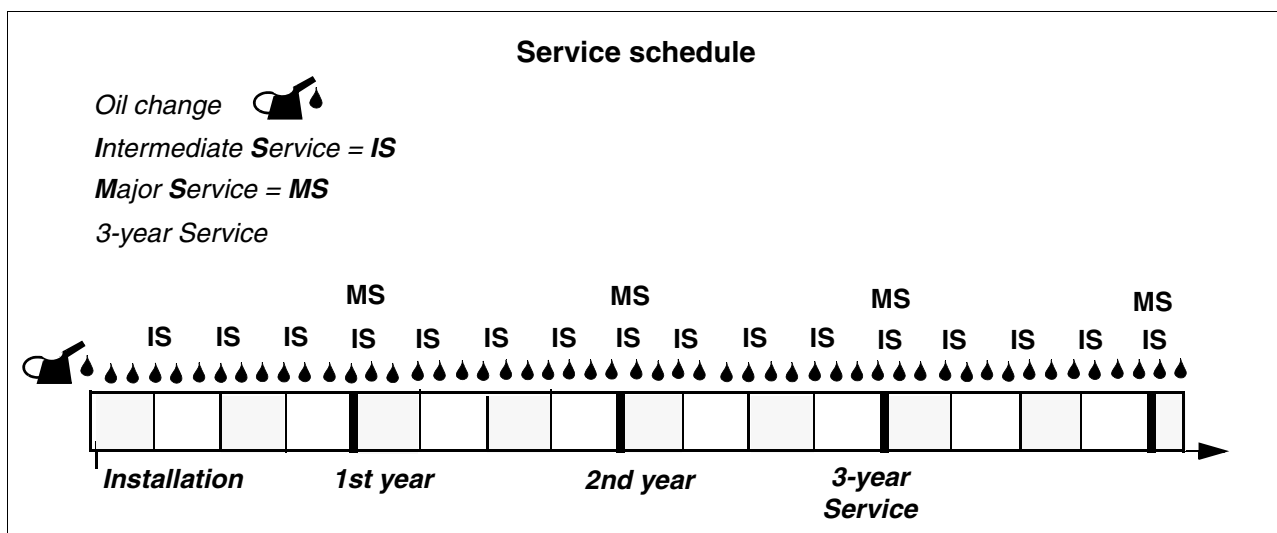 Service schedule
Oil change
Intermediate Service = IS
Major Service = MS
3-year Service
MS MS MS MS
IS IS IS IS IS IS IS IS IS IS IS IS IS IS IS IS
Installation 1st year 2nd year 3-year
Service